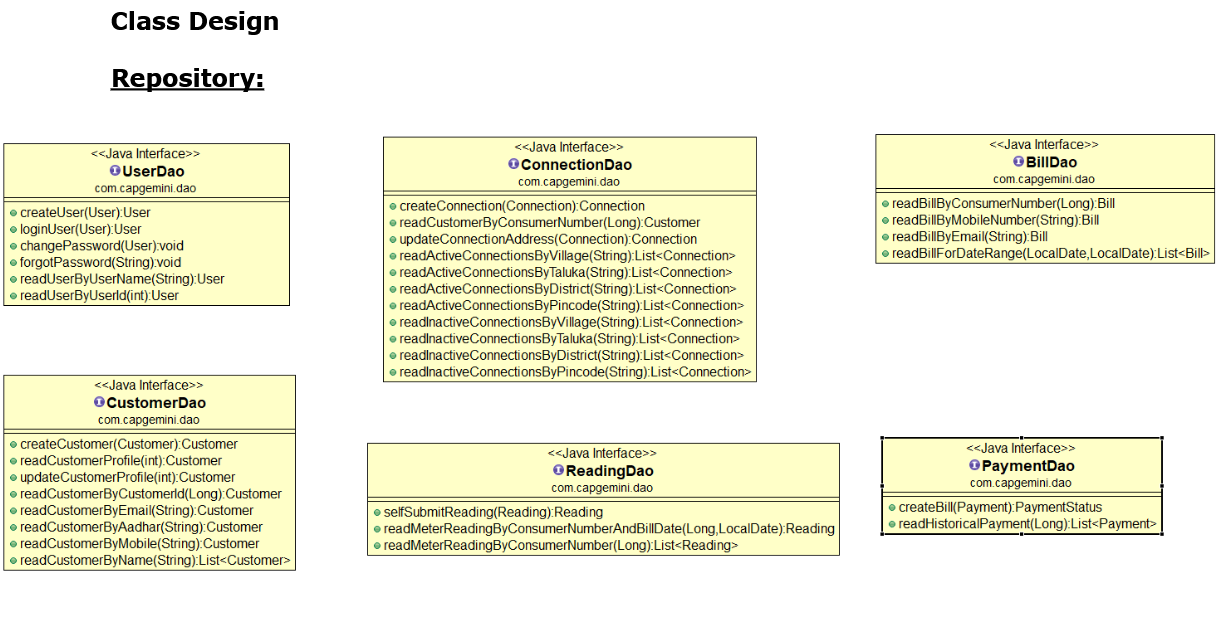 Class Design
Repository:
<<Java Interface>>
UserDao
com.capgemini.dao
createUser(User):User
loginUser(User):User
changePassword(User):void
forgotPassword(String):void
readUserByUserName(String):User
readUserByUserId(int):User
<<Java Interface>>
ConnectionDao
com.capgemini.dao
createConnection(Connection):Connection
readCustomerByConsumerNumber(Long):Customer
updateConnectionAddress(Connection):Connection
readActiveConnectionsByVillage(String):List<Connection>
readActiveConnectionsByTaluka(String):List<Connection>
readActiveConnectionsByDistrict(String):List<Connection>
readActiveConnectionsByPincode(String):List<Connection>
readInactiveConnectionsByVillage(String):List<Connection>
readInactiveConnectionsByTaluka(String):List<Connection>
readInactiveConnectionsByDistrict(String):List<Connection>
readInactiveConnectionsByPincode(String):List<Connection>
<<Java Interface>>
BillDao
com.capgemini.dao
readBillByConsumerNumber(Long):Bill
readBillByMobileNumber(String):Bill
readBillByEmail(String):Bill
readBillForDateRange(LocalDate,LocalDate):List<Bill>
<<Java Interface>>
CustomerDao
com.capgemini.dao
createCustomer(Customer):Customer
readCustomerProfile(int):Customer
updateCustomerProfile(int):Customer
readCustomerByCustomerId(Long):Customer
readCustomerByEmail(String):Customer
readCustomerByAadhar(String):Customer
readCustomerByMobile(String):Customer
readCustomerByName(String):List<Customer>
<<Java Interface>>
ReadingDao
com.capgemini.dao
selfSubmitReading(Reading):Reading
readMeterReadingByConsumerNumberAndBillDate(Long,LocalDate):Reading
readMeterReadingByConsumerNumber(Long):List<Reading>
<<Java Interface>>
PaymentDao
com.capgemini.dao
createBill(Payment):PaymentStatus
readHistoricalPayment(Long):List<Payment>